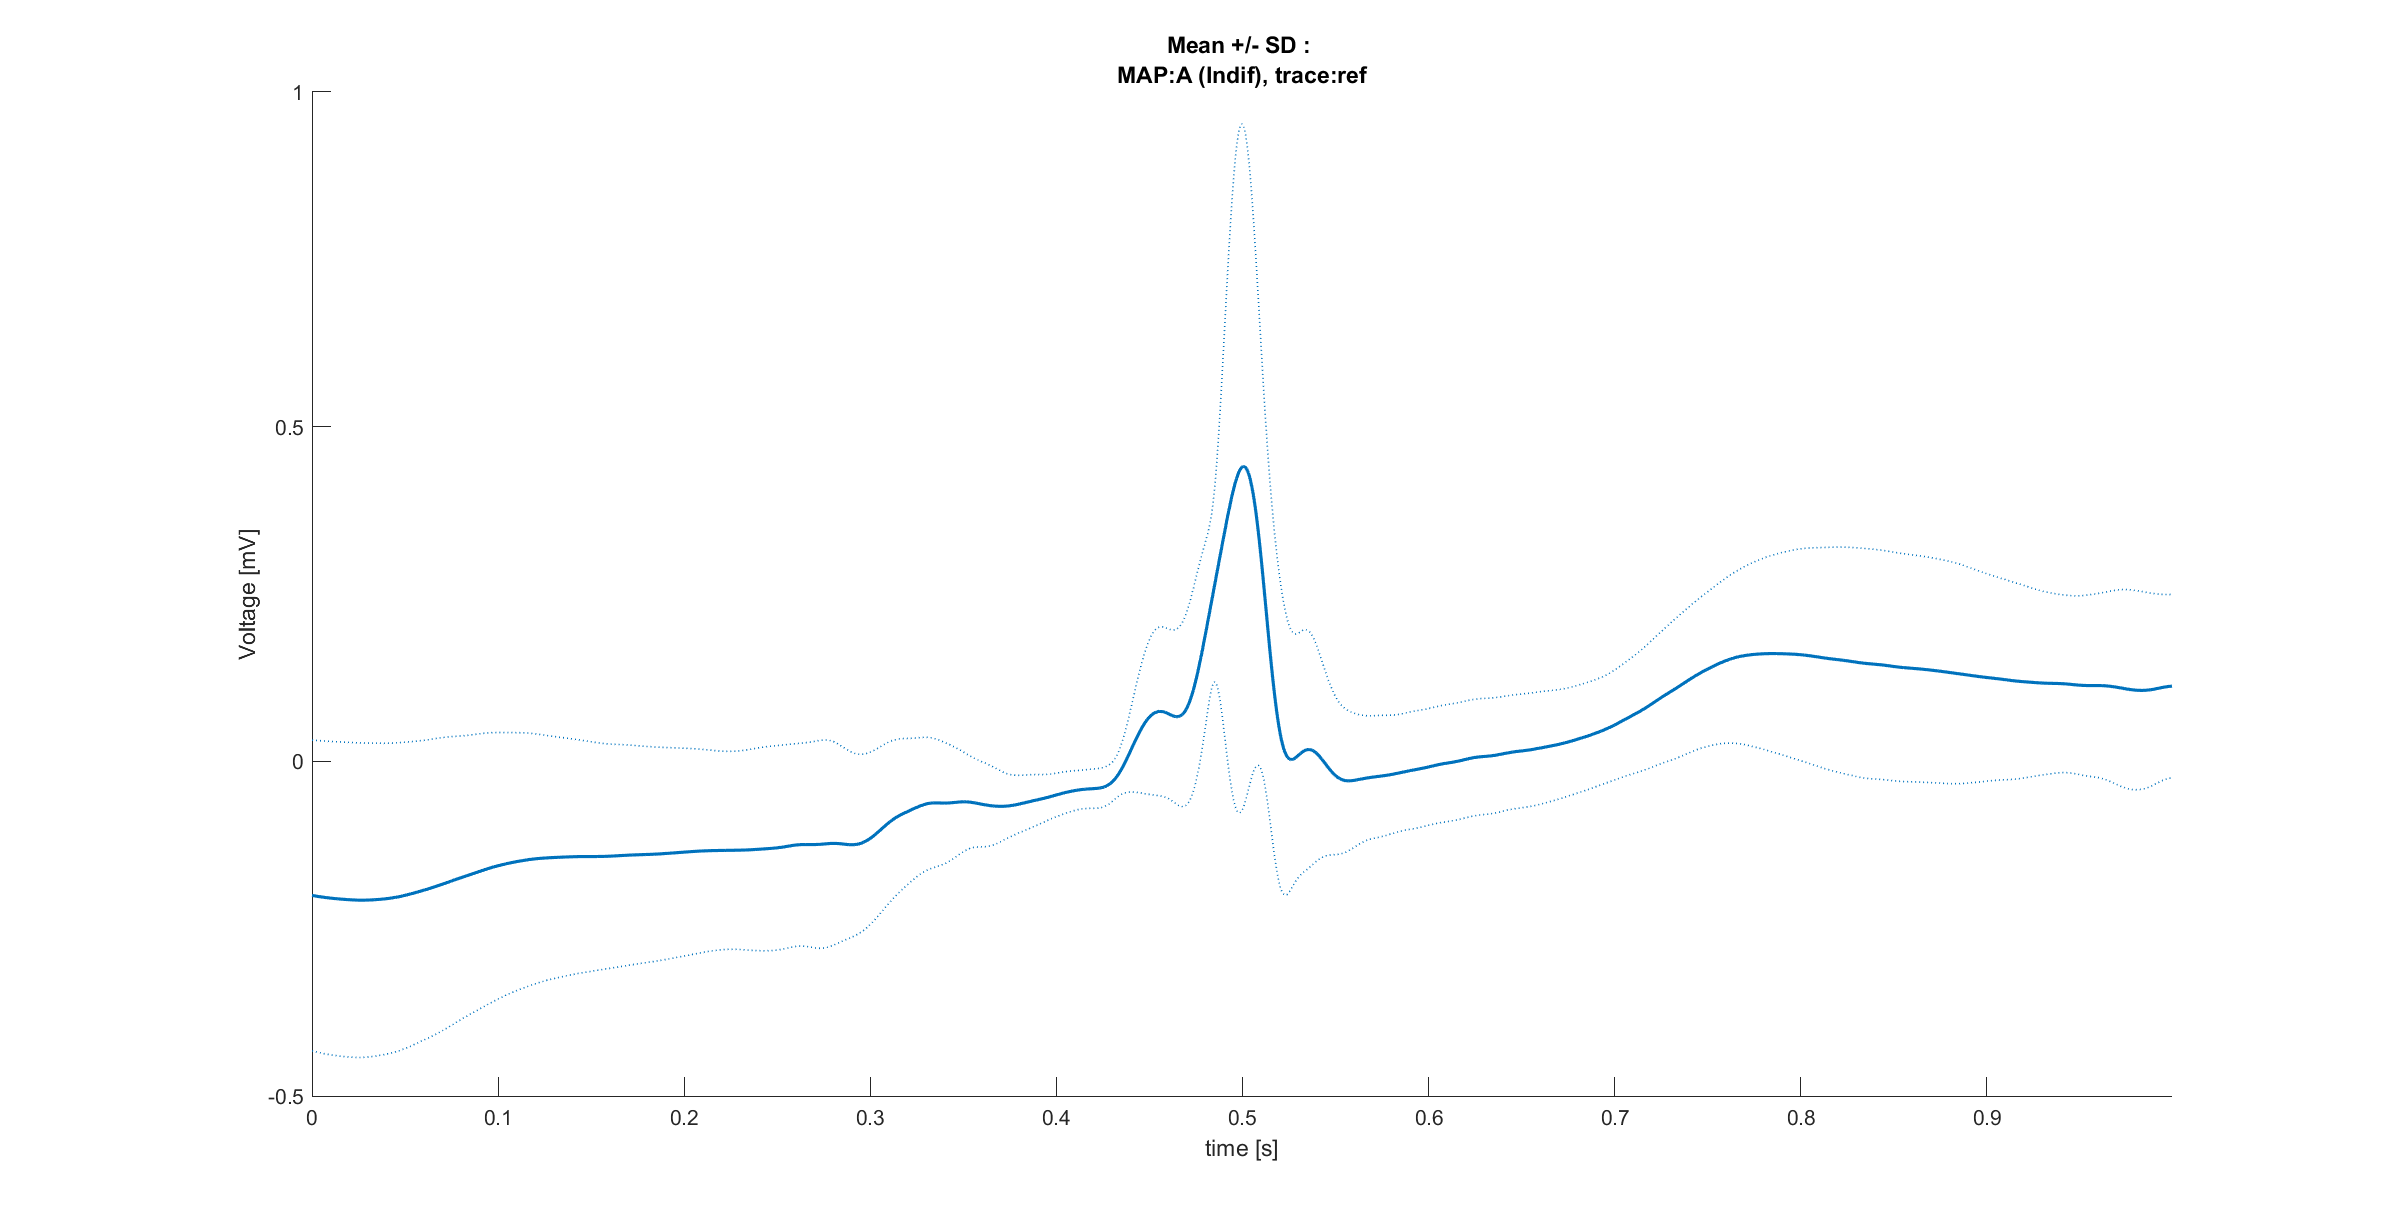 Mean +/- SD :
MAP:A (Indif), trace:ref
1
0.5
0
-0.5
Voltage [mV]
0 0.1 0.2 0.3 0.4 0.5 0.6 0.7 0.8 0.9
time [s]